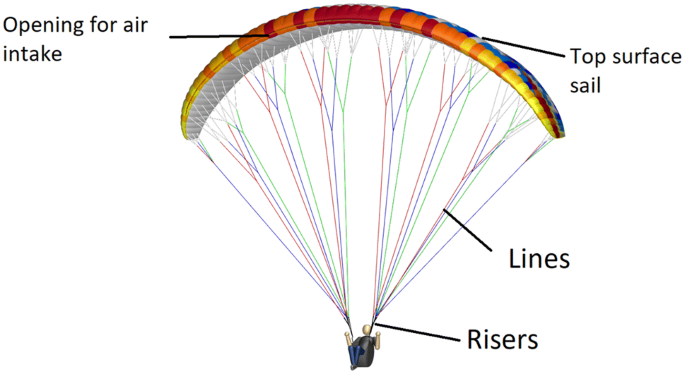 Opening for air
intake
Top surface
sail
Lines
Risers